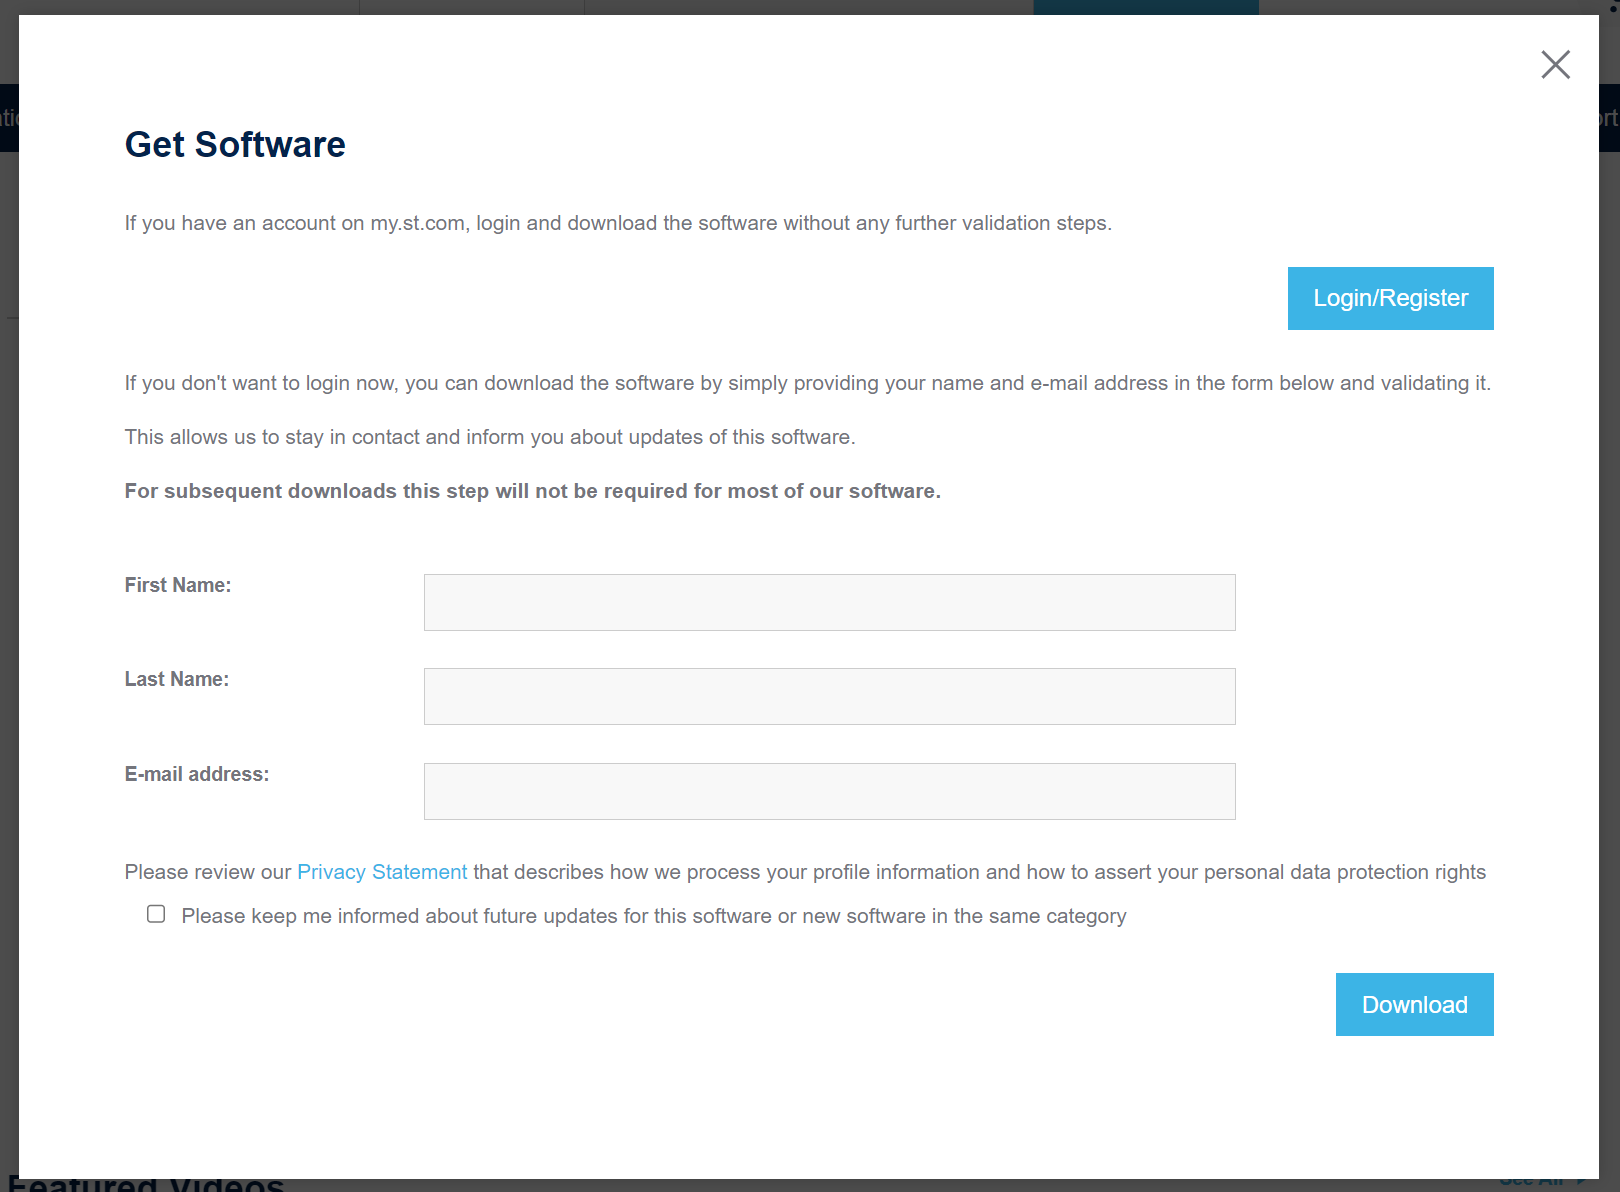 Get Software
If you have an account on my.st.com, login and download the software without any further validation steps.
Login/Register
If you don't want to login now, you can download the software by simply providing your name and e-mail address in the form below and validating it.
This allows us to stay in contact and inform you about updates of this software.
For subsequent downloads this step will not be required for most of our software.
First Name:
Last Name:
E-mail address:
Please review our Privacy Statement that describes how we process your profile information and how to assert your personal data protection rights
Please keep me informed about future updates for this software or new software in the same category
Download
Featured Videos
See All